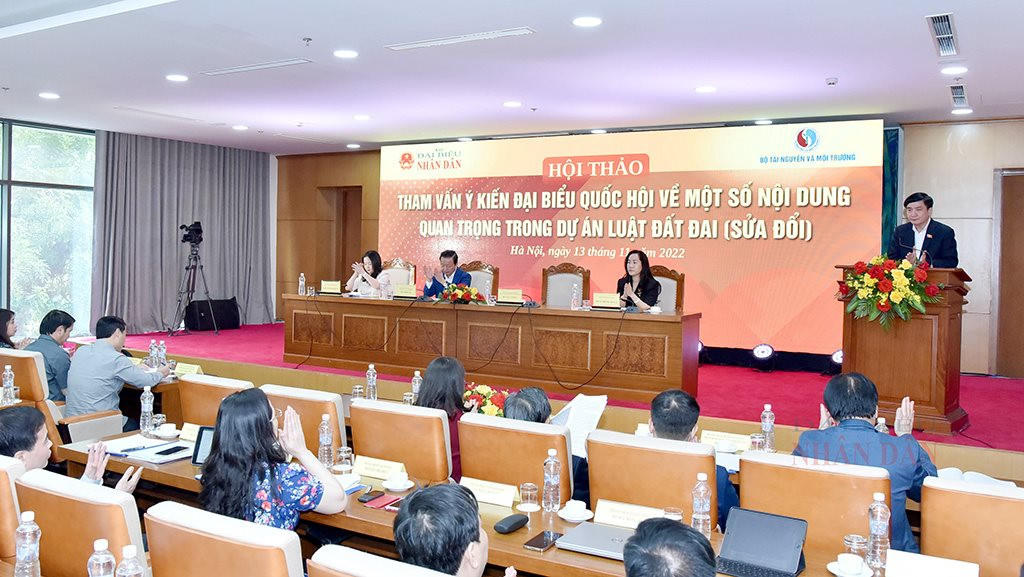 ĐẠI BIỂU
NHÂN DÂN
BỘ TÀI NGUYÊN VÀ MÔI TRƯỜNG
HỘI THẢO
THAM VẤN Ý KIẾN ĐẠI BIỂU QUỐC HỘI VỀ MỘT SỐ NỘI DUNG
QUAN TRỌNG TRONG DỰ ÁN LUẬT ĐẤT ĐAI (SỬA ĐỔI)
Hà Nội, ngày 13 tháng 11 năm 2022
NHÂN DÂN